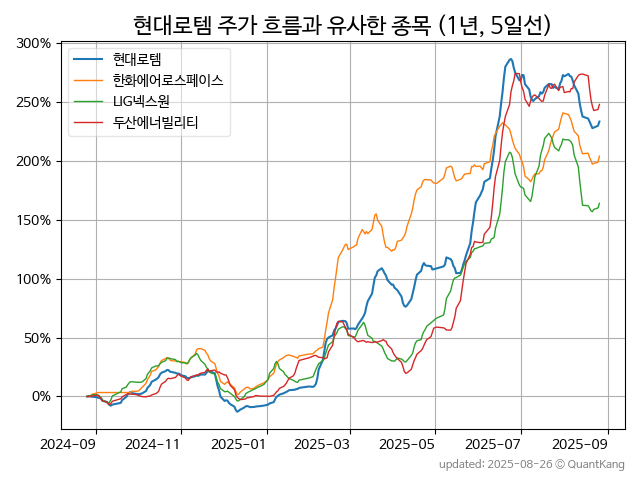 현대로템 주가 흐름과 유사한 종목 (1년, 5일선)
현대로템
한화에어로스페이스
LIG넥스원
두산에너빌리티
300%
250%
200%
150%
100%
50%
0%
2024-09 2024-11 2025-01 2025-03 2025-05 2025-07 2025-09
updated: 2025-08-26 © QuantKang